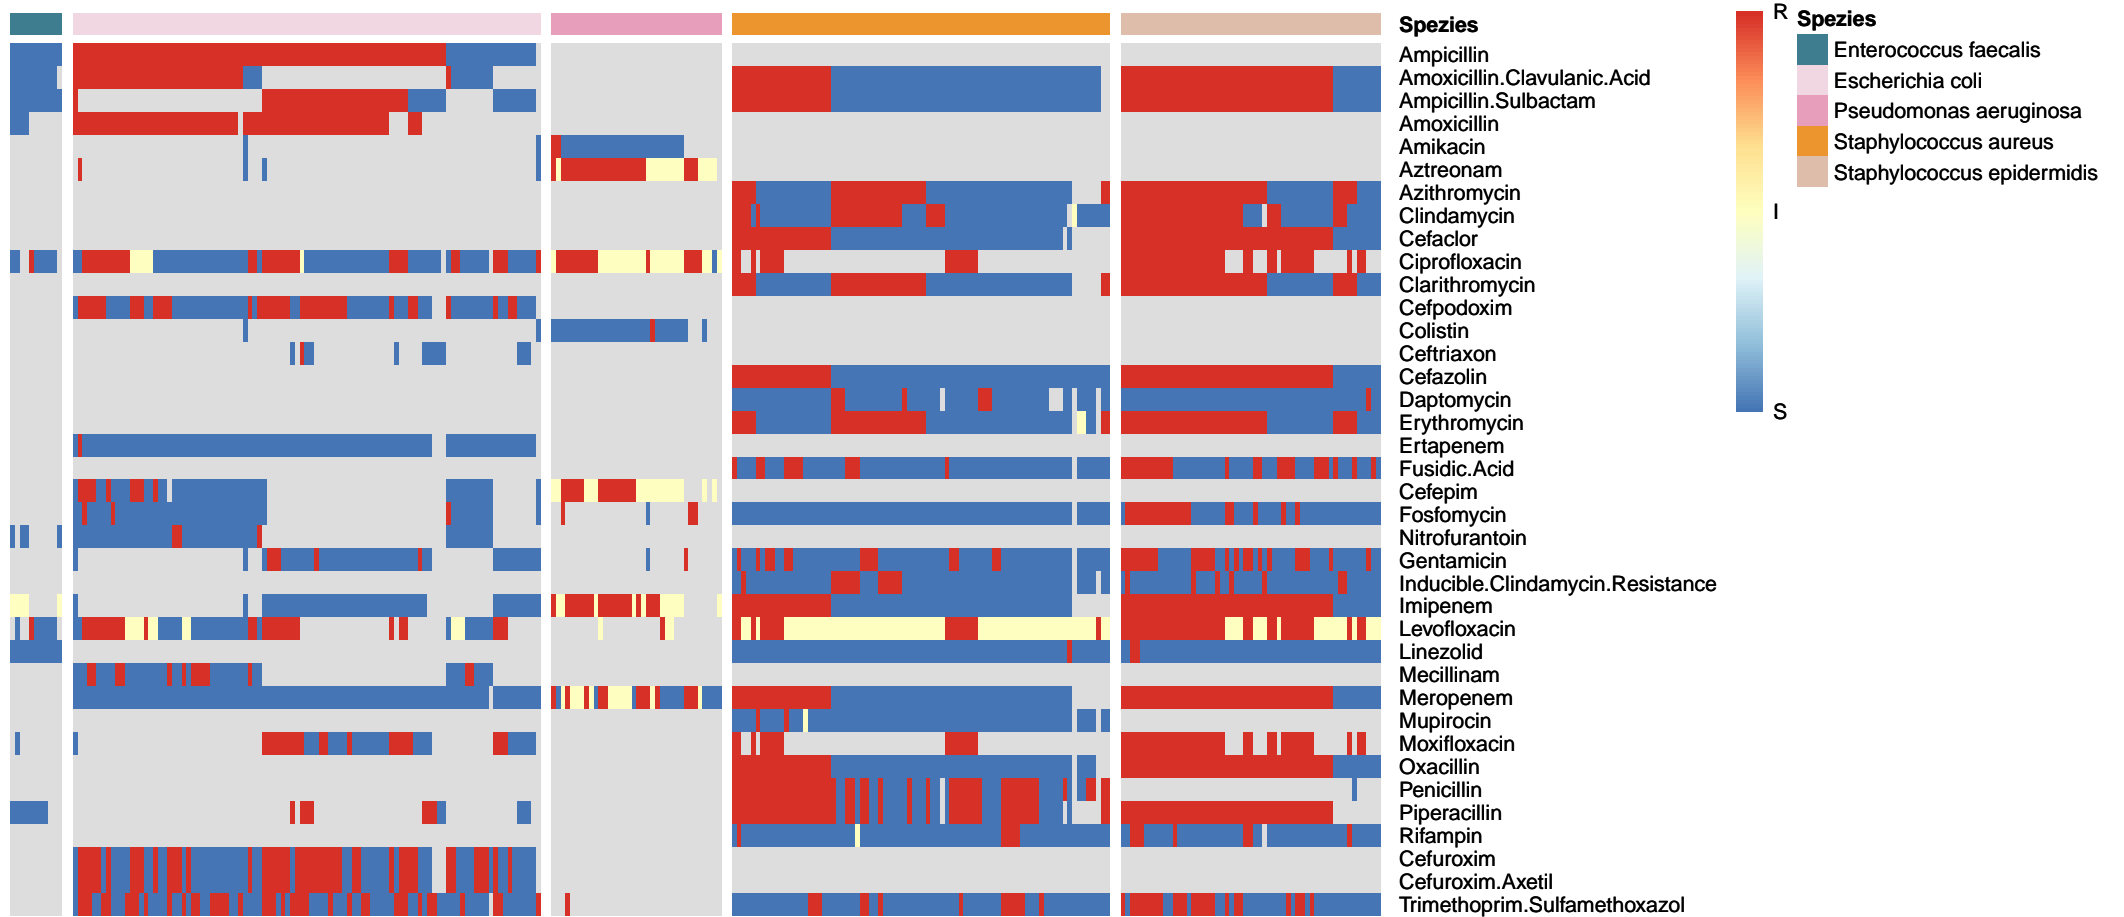 Spezies
Ampicillin
Amoxicillin.Clavulanic.Acid
Ampicillin.Sulbactam
Amoxicillin
Amikacin
Aztreonam
Azithromycin
Clindamycin
Cefaclor
Ciprofloxacin
Clarithromycin
Cefpodoxim
Colistin
Ceftriaxon
Cefazolin
Daptomycin
Erythromycin
Ertapenem
Fusidic.Acid
Cefepim
Fosfomycin
Nitrofurantoin
Gentamicin
Inducible.Clindamycin.Resistance
Imipenem
Levofloxacin
Linezolid
Mecillinam
Meropenem
Mupirocin
Moxifloxacin
Oxacillin
Penicillin
Piperacillin
Rifampin
Cefuroxim
Cefuroxim.Axetil
Trimethoprim.Sulfamethoxazol
R
I
S
Spezies
Enterococcus faecalis
Escherichia coli
Pseudomonas aeruginosa
Staphylococcus aureus
Staphylococcus epidermidis